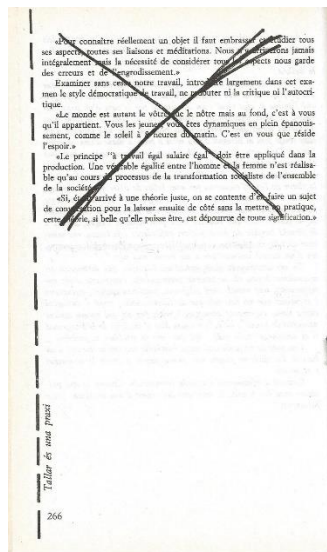 «Pour connaître réellement un objet il faut embrasser étudier tous
ses aspects, toutes ses liaisons et méditations. Nous n'y arriverons jamais
intégralement mais la nécessité de considérer tous les aspects nous garde
des erreurs et de l'engrodissement.»
Examiner sans cesse notre travail, introduire largement dans cet exa-
men le style démocratique de travail, ne redouter ni la critique ni l'autocri-
tique.
«Le monde est autant le vôtre que le nôtre mais au fond, c'est à vous
qu'il appartient. Vous les jeunes, vous êtes dynamiques et plein épanouis-
sement, comme le soleil à heures du marin. C'est en vous que réside
l'espoir.»
«Le principe "à travail égal salaire égal" doit être appliqué dans la
production. Une véritable égalité entre l'homme et la femme n'est réalisa-
ble qu'au cours du processus de la transformation socialiste de l'ensemble
de la société.
«Si, étant arrivé à une théorie juste, on se contente d'en faire un sujet
de conversation pour la laisser ensuite de côté sans la mettre en pratique,
cette théorie, si belle qu'elle puisse être, est dépourrue de toute signification.»
Tallar és una praxi
266